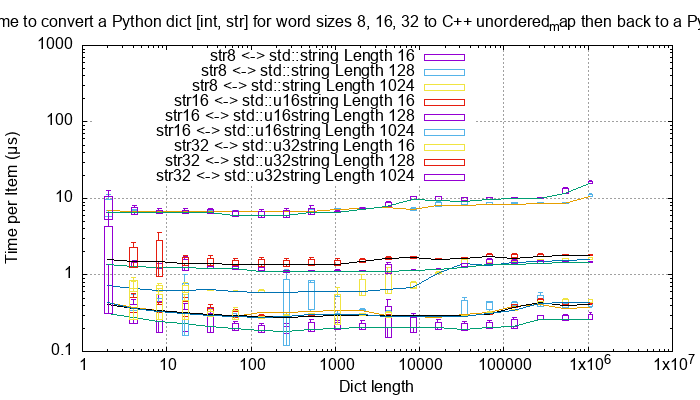 me to convert a Python dict [int, str] for word sizes 8, 16, 32 to C++ unordered_map then back to a Py
1000
100
10
1
0.1
Time per Item (µs)
str8 <-> std::string Length 16
str8 <-> std::string Length 128
str8 <-> std::string Length 1024
str16 <-> std::u16string Length 16
str16 <-> std::u16string Length 128
str16 <-> std::u16string Length 1024
str32 <-> std::u32string Length 16
str32 <-> std::u32string Length 128
str32 <-> std::u32string Length 1024
1 10 100 1000 10000 100000 1x10^6 1x10^7
Dict length